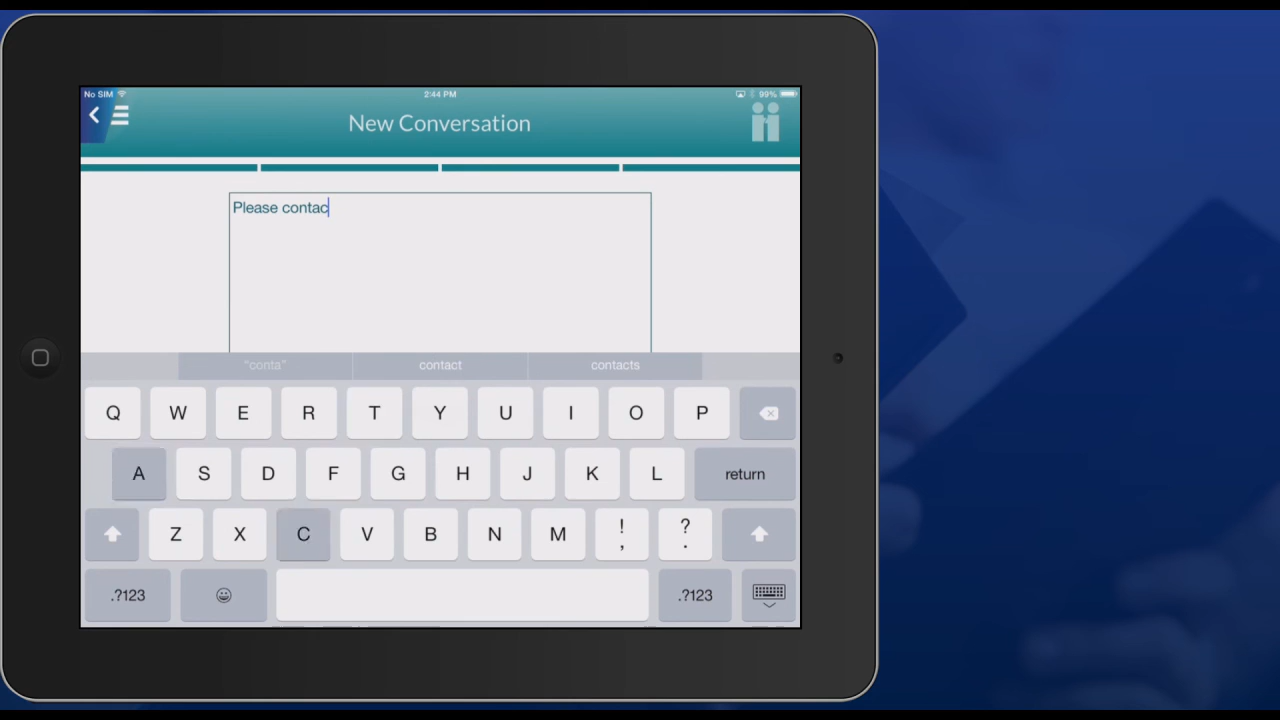 No SIM
2:44 PM
99%
New Conversation
Please contac
“conta” contact contacts
Q W E R T Y U I O P
A S D F G H J K L return
Z X C V B N M ! , ? .
.?123 .?123